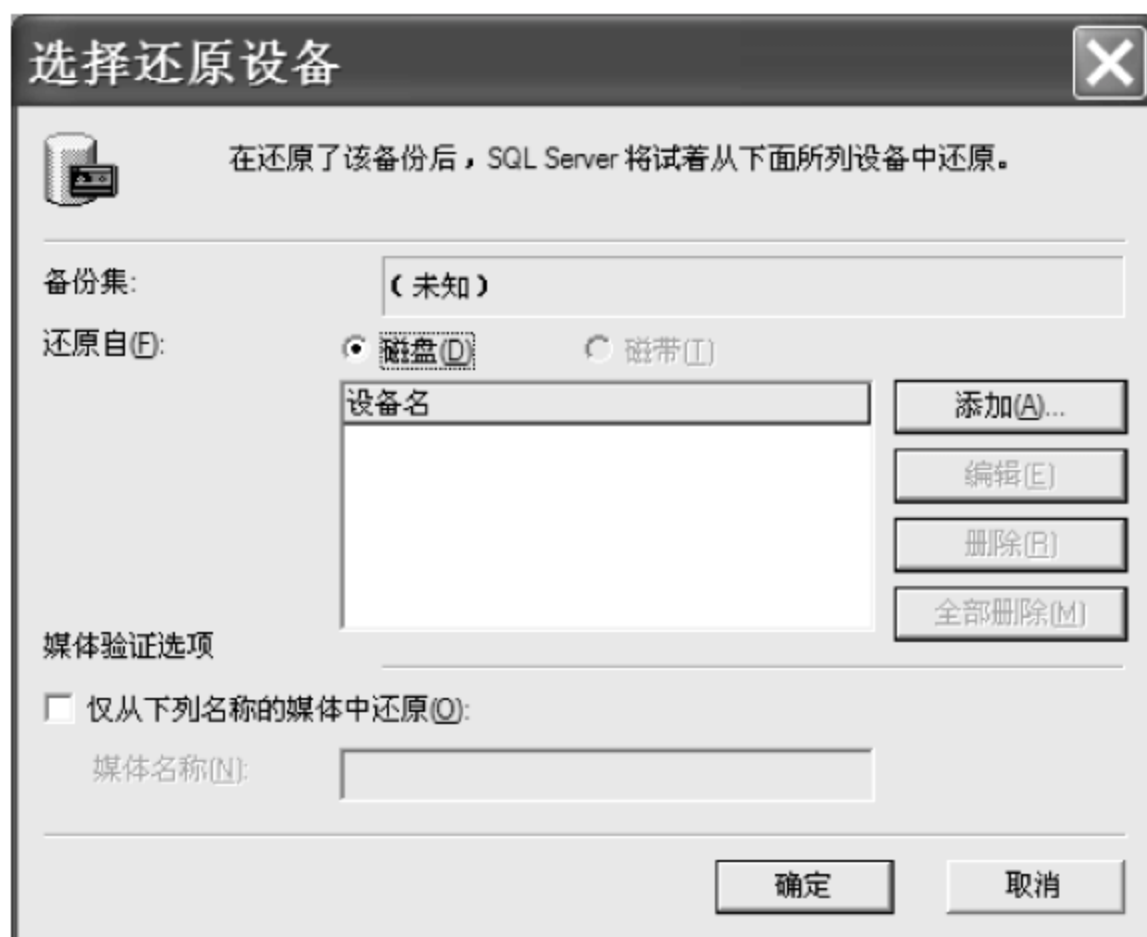 选择还原设备
在还原了该备份后，SQL Server 将试着从下面所列设备中还原。
备份集: （未知）
还原自(F): 磁盘(D) 磁带(T)
设备名 添加(A)...
编辑(E)
删除(R)
全部删除(M)
媒体验证选项
仅从下列名称的媒体中还原(O):
媒体名称(N):
确定 取消